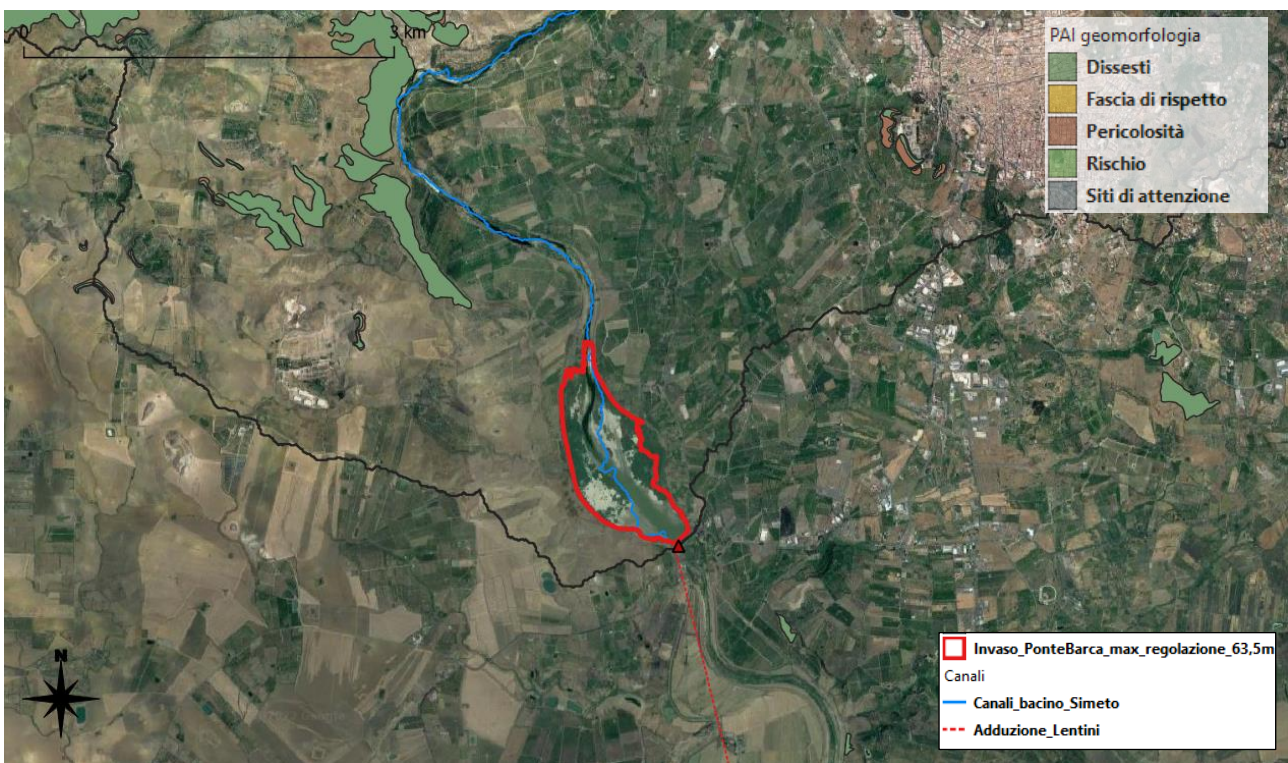 0
3 km
PAI geomorfologia
Dissesti
Fascia di rispetto
Pericolosità
Rischio
Siti di attenzione
N
Invaso_PonteBarca_max_regolazione_63,5m
Canali
Canali_bacino_Simeto
Adduzione_Lentini